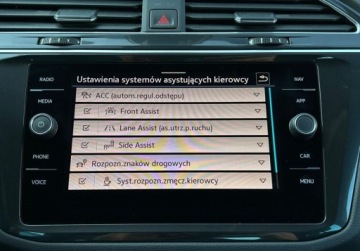 Ustawienia systemów asystujących kierowcy
RADIO
NAV
ACC (autom.regul.odstępu)
MEDIA
APP
Front Assist
Lane Assist (as.utrz.p.ruchu)
Side Assist
PHONE
CAR
Rozpozn.znaków drogowych
VOICE
Syst.rozpozn.zmęcz.kierowcy
MENU